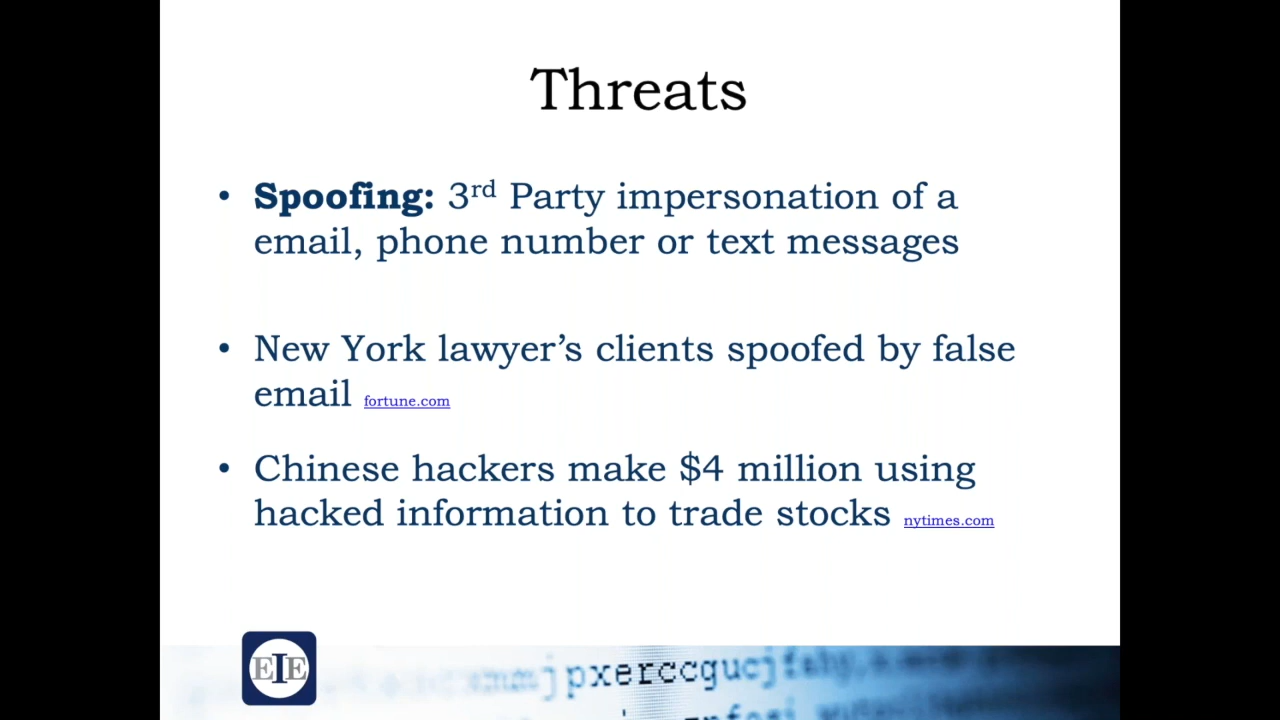 Threats
• Spoofing: 3rd Party impersonation of a
email, phone number or text messages
• New York lawyer’s clients spoofed by false
email fortune.com
• Chinese hackers make $4 million using
hacked information to trade stocks nytimes.com
EIE
jpxerccgucjfahy